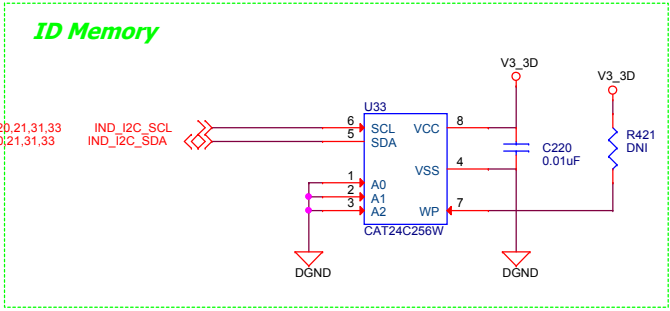 ID Memory
V3_3D
V3_3D
U33
20,21,31,33 IND_I2C_SCL 6 SCL VCC 8
0,21,31,33 IND_I2C_SDA 5 SDA
R421
DNI
C220
0.01uF
VSS 4
1 A0
2 A1
3 A2 WP 7
CAT24C256W
DGND DGND